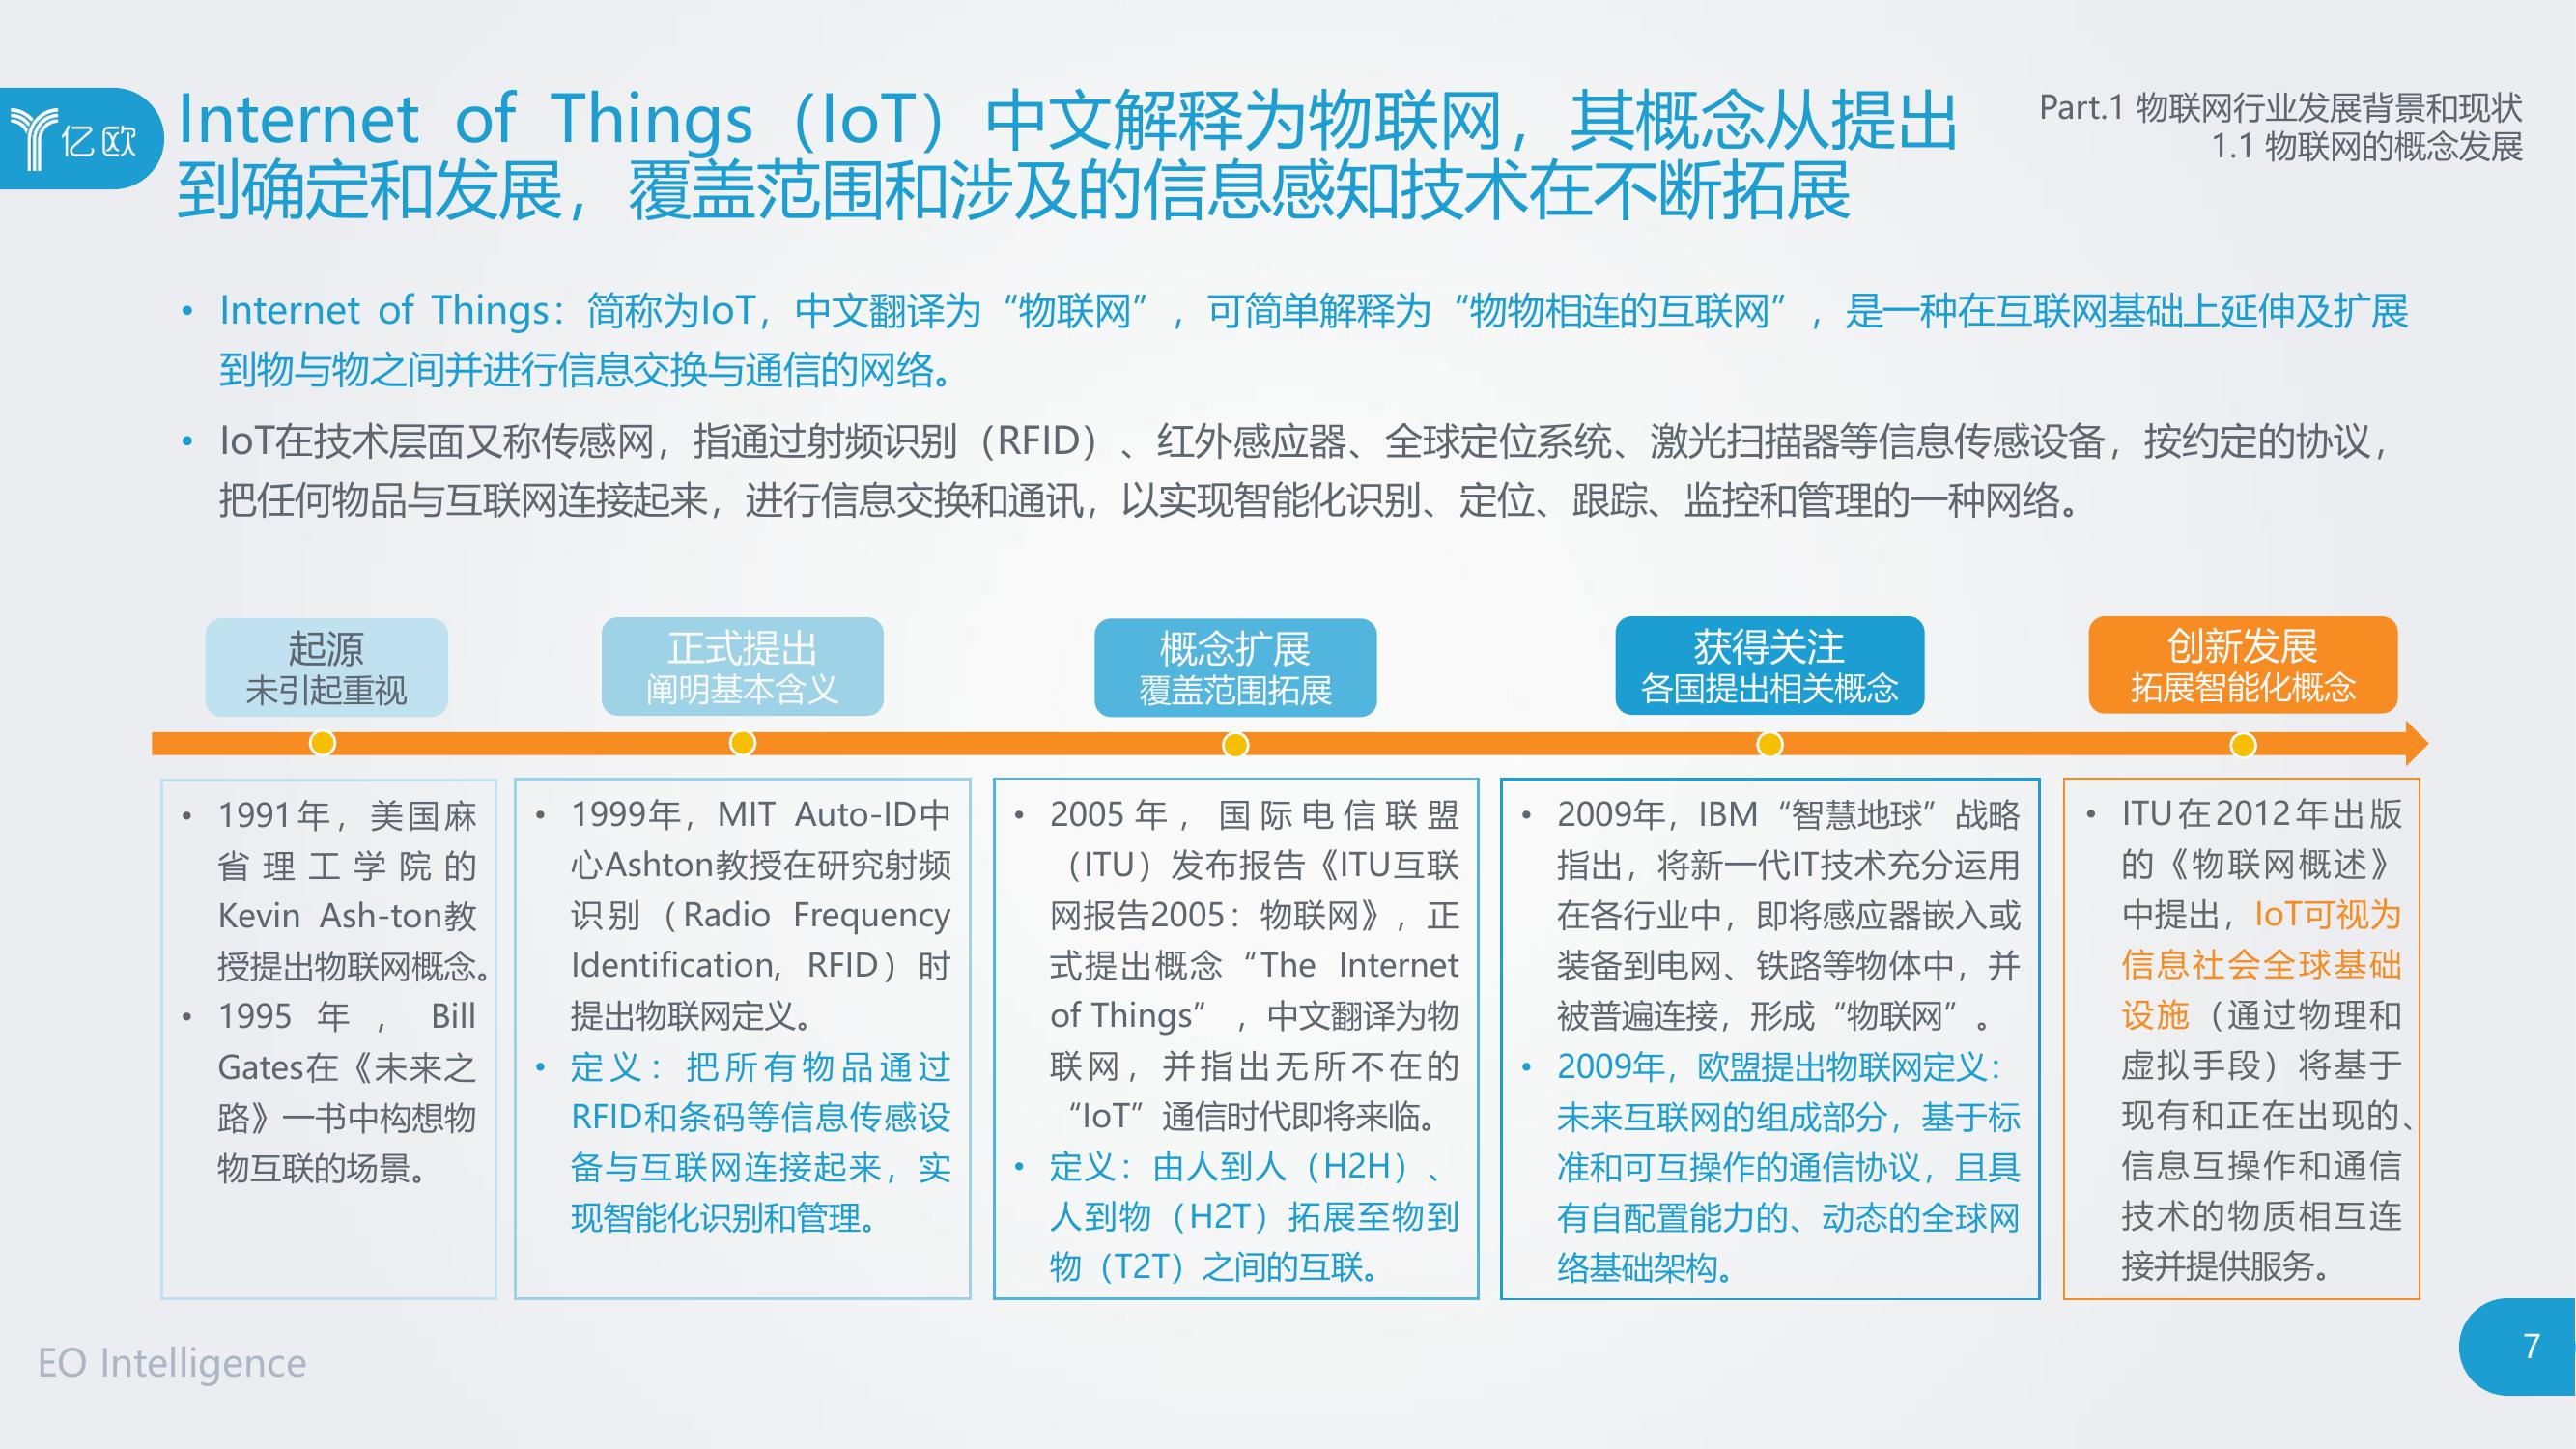 亿欧
Internet of Things（IoT）中文解释为物联网，其概念从提出
到确定和发展，覆盖范围和涉及的信息感知技术在不断拓展
Part.1 物联网行业发展背景和现状
1.1 物联网的概念发展
• Internet of Things：简称为IoT，中文翻译为“物联网”，可简单解释为“物物相连的互联网”，是一种在互联网基础上延伸及扩展
到物与物之间并进行信息交换与通信的网络。
• IoT在技术层面又称传感网，指通过射频识别（RFID）、红外感应器、全球定位系统、激光扫描器等信息传感设备，按约定的协议，
把任何物品与互联网连接起来，进行信息交换和通讯，以实现智能化识别、定位、跟踪、监控和管理的一种网络。
起源
未引起重视
正式提出
阐明基本含义
概念扩展
覆盖范围拓展
获得关注
各国提出相关概念
创新发展
拓展智能化概念
• 1991年，美国麻
省理工学院的
Kevin Ash-ton教
授提出物联网概念。
• 1995年，Bill
Gates在《未来之
路》一书中构想物
物互联的场景。
• 1999年，MIT Auto-ID中
心Ashton教授在研究射频
识别（Radio Frequency
Identification，RFID）时
提出物联网定义。
• 定义：把所有物品通过
RFID和条码等信息传感设
备与互联网连接起来，实
现智能化识别和管理。
• 2005年，国际电信联盟
（ITU）发布报告《ITU互联
网报告2005：物联网》，正
式提出概念“The Internet
of Things”，中文翻译为物
联网，并指出无所不在的
“IoT”通信时代即将来临。
• 定义：由人到人（H2H）、
人到物（H2T）拓展至物到
物（T2T）之间的互联。
• 2009年，IBM“智慧地球”战略
指出，将新一代IT技术充分运用
在各行业中，即将感应器嵌入或
装备到电网、铁路等物体中，并
被普遍连接，形成“物联网”。
• 2009年，欧盟提出物联网定义：
未来互联网的组成部分，基于标
准和可互操作的通信协议，且具
有自配置能力的、动态的全球网
络基础架构。
• ITU在2012年出版
的《物联网概述》
中提出，IoT可视为
信息社会全球基础
设施（通过物理和
虚拟手段）将基于
现有和正在出现的、
信息互操作和通信
技术的物质相互连
接并提供服务。
EO Intelligence
7